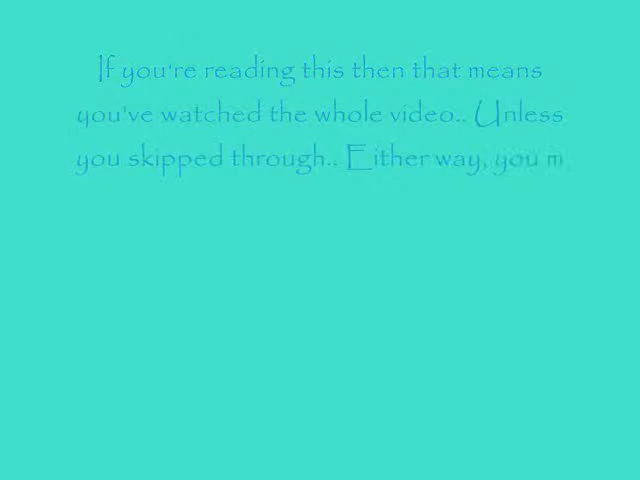 If you're reading this then that means
you've watched the whole video.. Unless
you skipped through.. Either way, you m